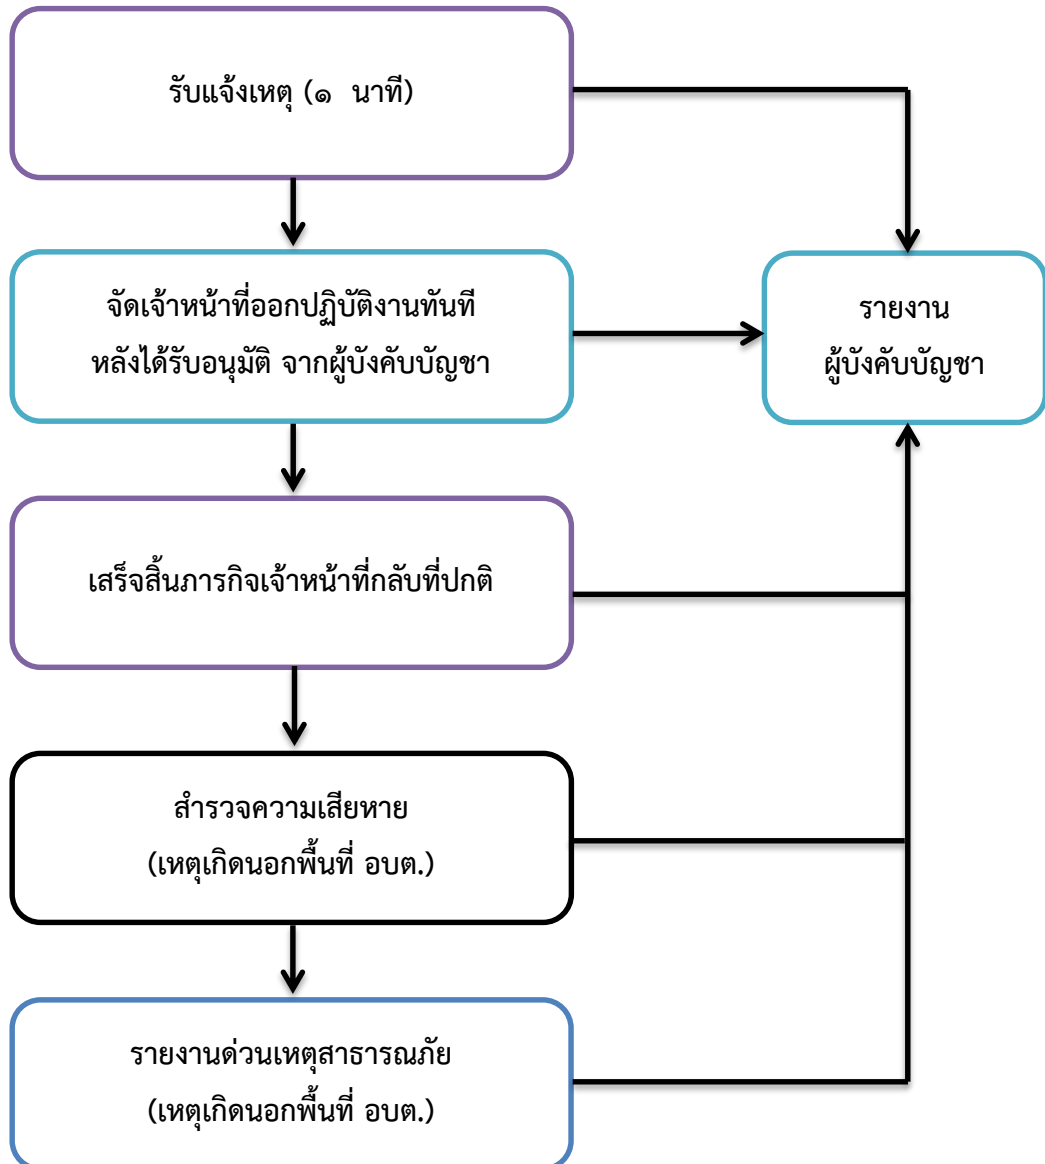 รับแจ้งเหตุ (๑ นาที)
จัดเจ้าหน้าที่ออกปฏิบัติงานทันที
หลังได้รับอนุมัติ จากผู้บังคับบัญชา
รายงาน
ผู้บังคับบัญชา
เสร็จสิ้นภารกิจเจ้าหน้าที่กลับที่ปกติ
สำรวจความเสียหาย
(เหตุเกิดนอกพื้นที่ อบต.)
รายงานด่วนเหตุสาธารณภัย
(เหตุเกิดนอกพื้นที่ อบต.)